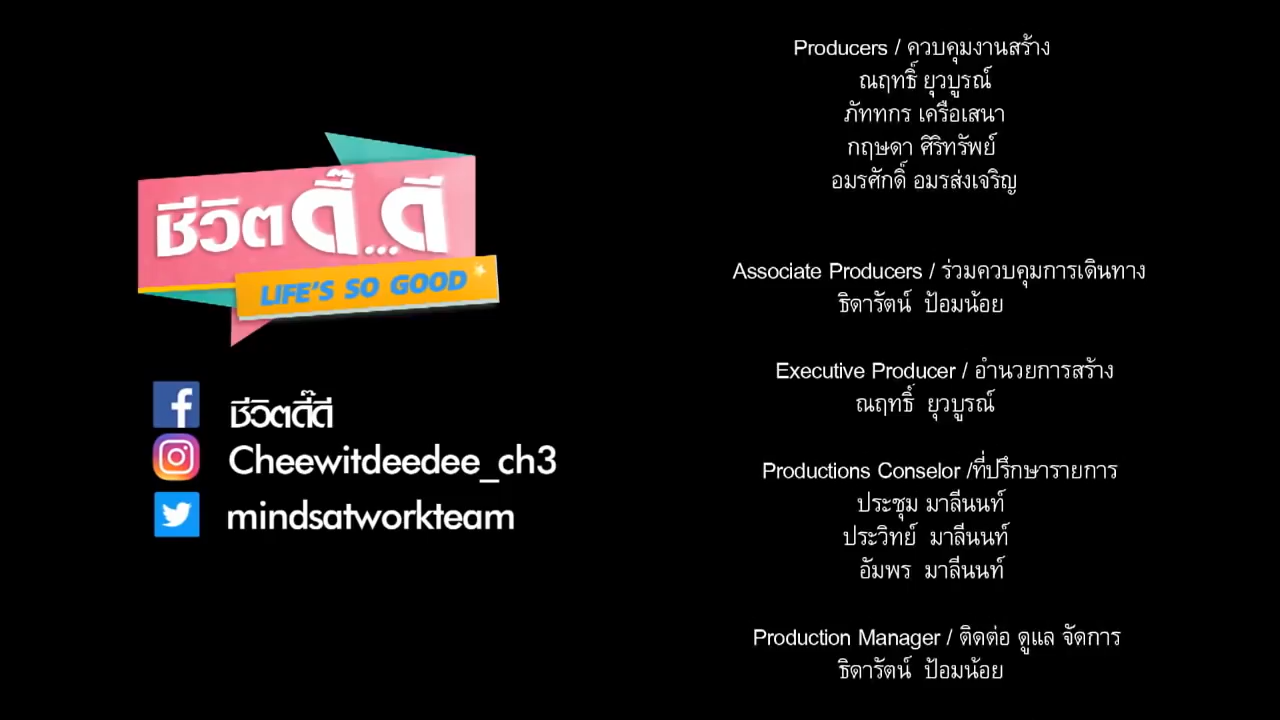 ชีวิตดี๊...ดี
LIFE'S SO GOOD
ชีวิตดี๊ดี
Cheewitdeedee_ch3
mindsatworkteam
Producers / ควบคุมงานสร้าง
ณฤทธิ์ ยุวบูรณ์
ภัททกร เครือเสนา
กฤษดา ศิริทรัพย์
อมรศักดิ์ อมรส่งเจริญ
Associate Producers / ร่วมควบคุมการเดินทาง
ธิดารัตน์ ป้อมน้อย
Executive Producer / อำนวยการสร้าง
ณฤทธิ์ ยุวบูรณ์
Productions Conselor /ที่ปรึกษารายการ
ประชุม มาลีนนท์
ประวิทย์ มาลีนนท์
อัมพร มาลีนนท์
Production Manager / ติดต่อ ดูแล จัดการ
ธิดารัตน์ ป้อมน้อย